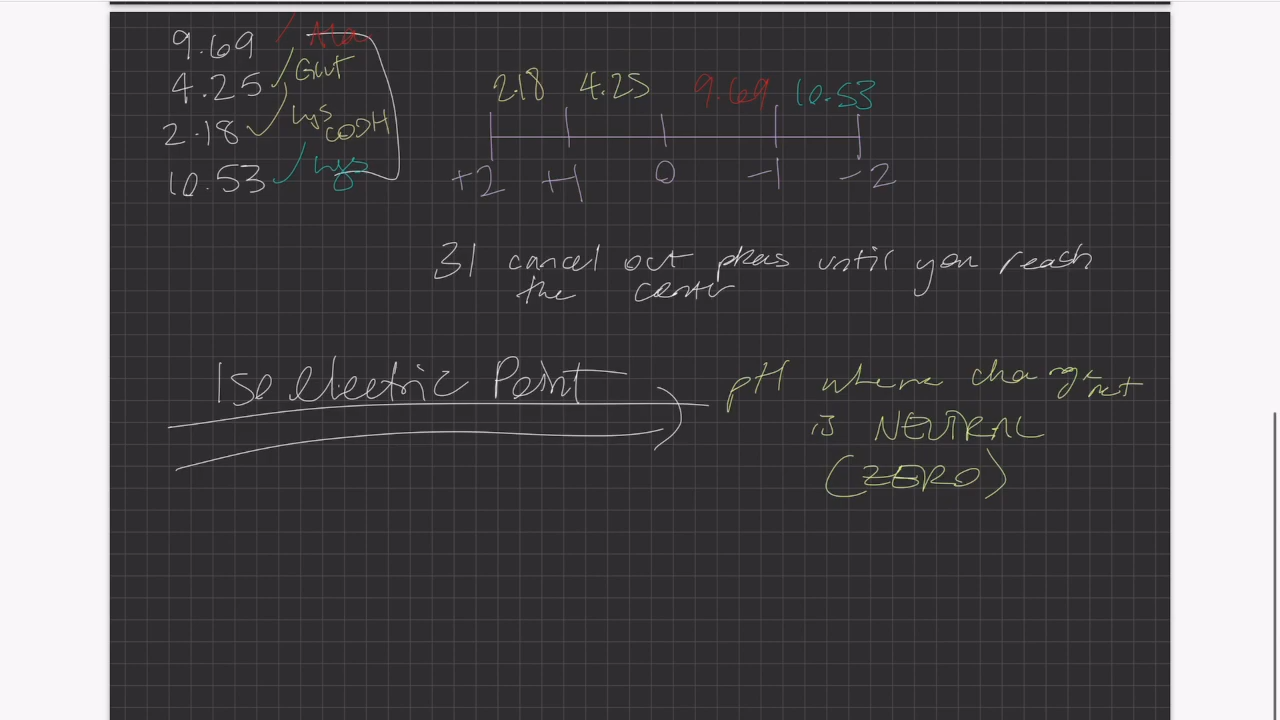 9.69 Ala
4.25 Glut
2.18 Lys COOH
10.53 Lys
2.18 4.25 9.69 10.53
+2 +1 0 -1 -2
3) cancel out pkas until you reach
the center
Isoelectric Point
pH where charge net
is NEUTRAL
(ZERO)